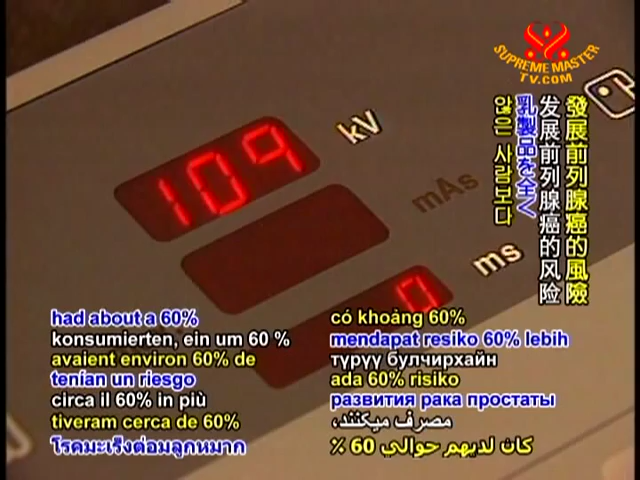 SUPREME MASTER
TV.COM
109
kV
mAs
0
ms
發展前列腺癌的風險
发展前列腺癌的风险
乳製品を全く
않은 사람보다
had about a 60%
konsumierten, ein um 60 %
avaient environ 60% de
tenían un riesgo
circa il 60% in più
tiveram cerca de 60%
โรคมะเร็งต่อมลูกหมาก
có khoảng 60%
mendapat resiko 60% lebih
түрүү булчирхайн
ada 60% risiko
развития рака простаты
مصرف میکنند،
كان لديهم حوالي 60 ٪